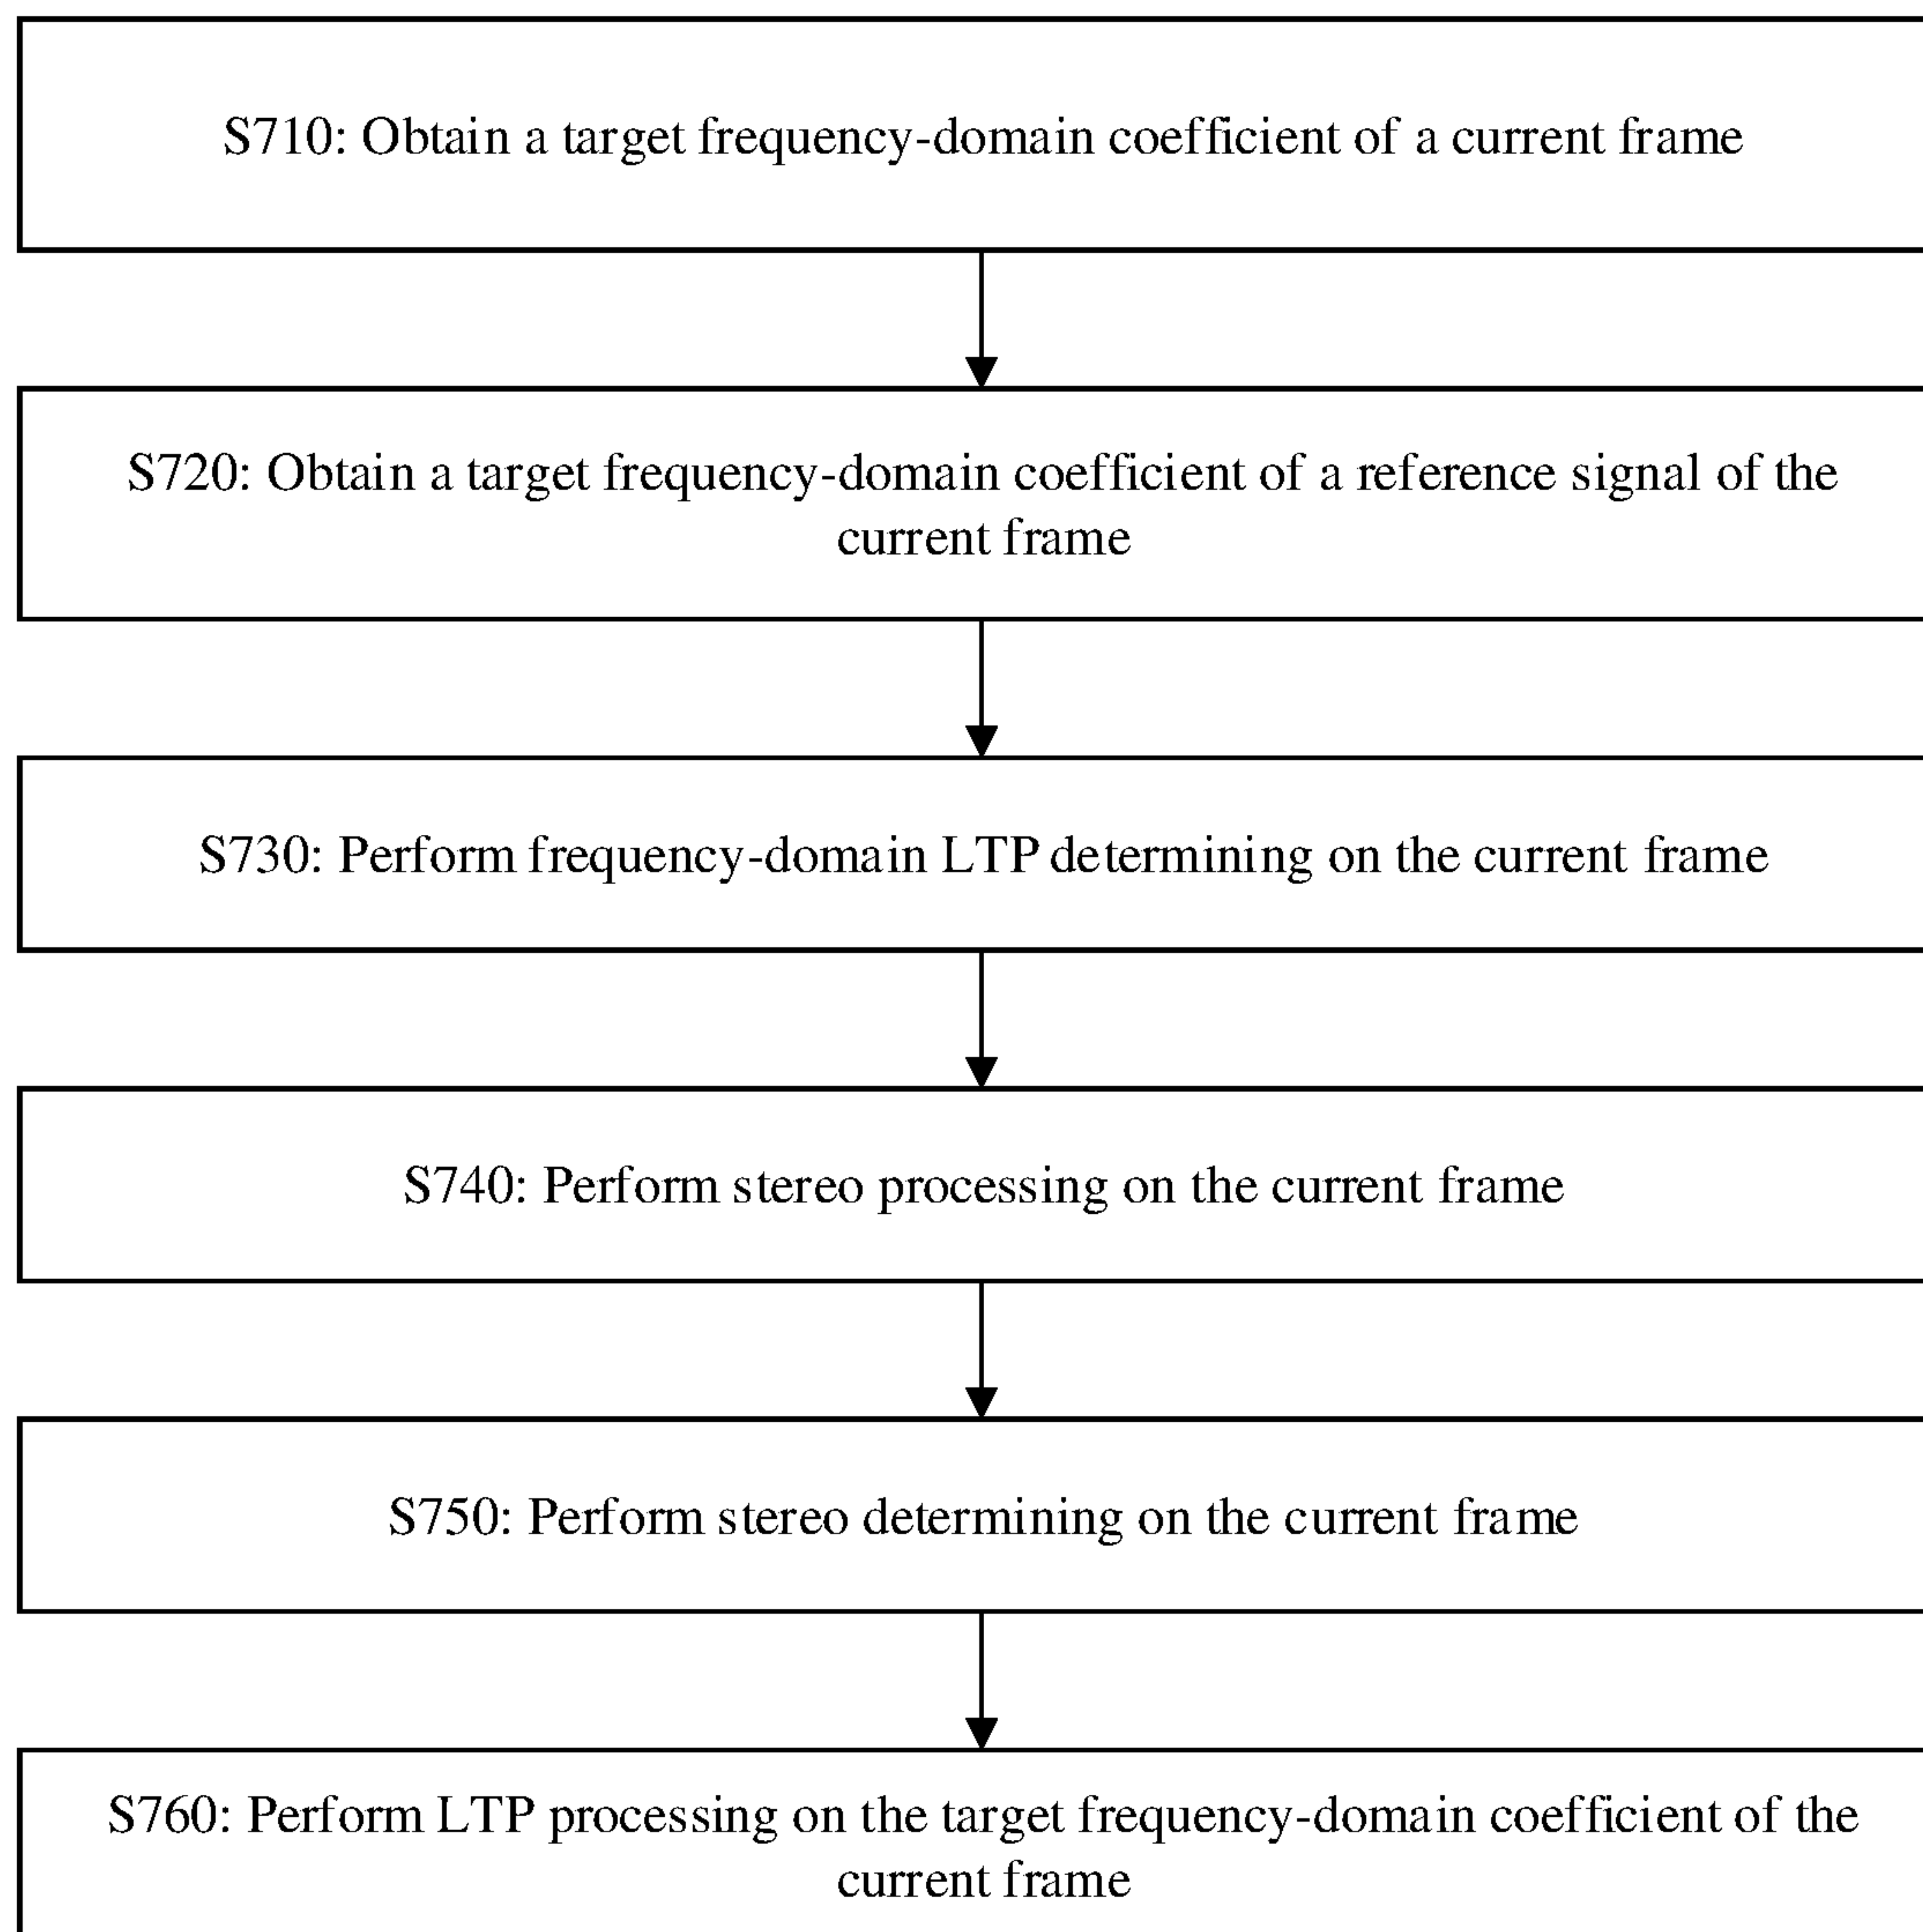 S710: Obtain a target frequency-domain coefficient of a current frame
S720: Obtain a target frequency-domain coefficient of a reference signal of the
current frame
S730: Perform frequency-domain LTP determining on the current frame
S740: Perform stereo processing on the current frame
S750: Perform stereo determining on the current frame
S760: Perform LTP processing on the target frequency-domain coefficient of the
current frame